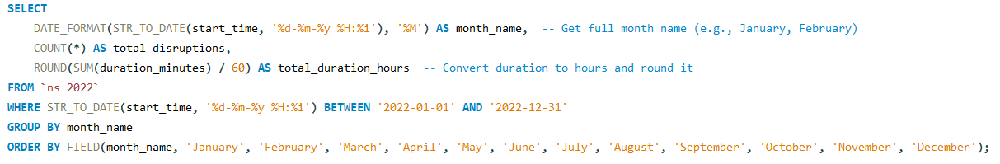 SELECT
    DATE_FORMAT(STR_TO_DATE(start_time, '%d-%m-%y %H:%i'), '%M') AS month_name,  -- Get full month name (e.g., January, February)
    COUNT(*) AS total_disruptions,
    ROUND(SUM(duration_minutes) / 60) AS total_duration_hours  -- Convert duration to hours and round it
FROM `ns 2022`
WHERE STR_TO_DATE(start_time, '%d-%m-%y %H:%i') BETWEEN '2022-01-01' AND '2022-12-31'
GROUP BY month_name
ORDER BY FIELD(month_name, 'January', 'February', 'March', 'April', 'May', 'June', 'July', 'August', 'September', 'October', 'November', 'December');